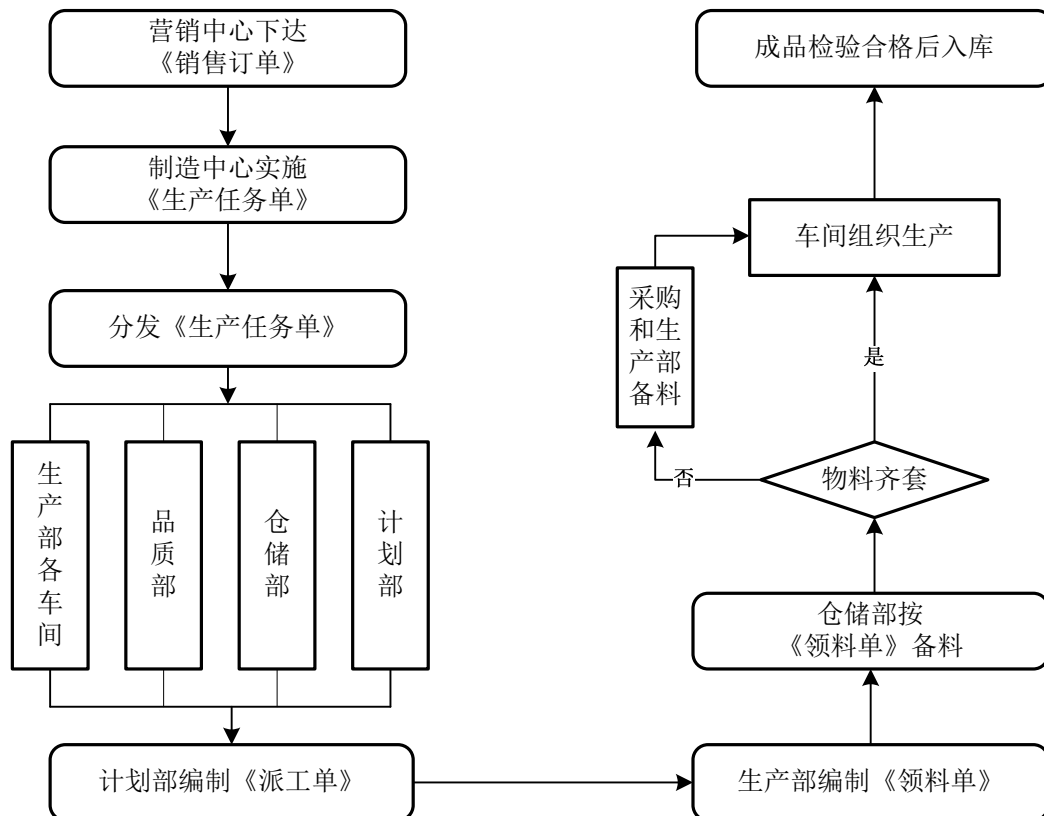 营销中心下达
《销售订单》
制造中心实施
《生产任务单》
分发《生产任务单》
生产部各车间
品质部
仓储部
计划部
计划部编制《派工单》
生产部编制《领料单》
仓储部按
《领料单》备料
物料齐套
否
是
采购
和生
产部
备料
车间组织生产
成品检验合格后入库